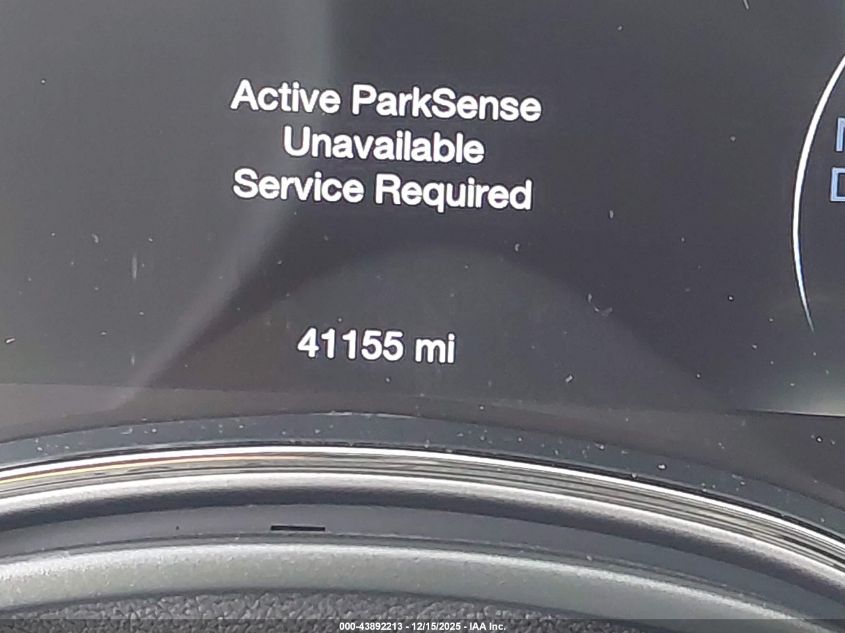 Active ParkSense
Unavailable
Service Required
41155 mi
000-43892213 - 12/15/2025 - IAA Inc.